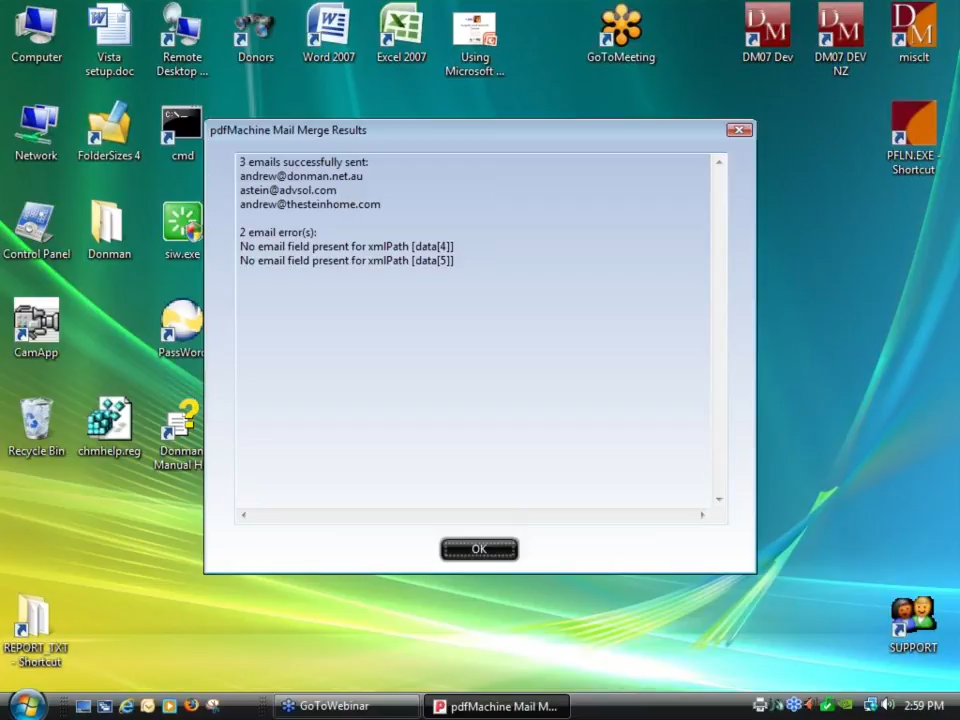 Computer
Vista
setup.doc
Remote
Desktop ...
Donors
Word 2007
Excel 2007
Using
Microsoft ...
GoToMeeting
DM07 Dev
DM07 DEV
NZ
misclt
Network
FolderSizes 4
cmd
PFLN.EXE -
Shortcut
pdfMachine Mail Merge Results
3 emails successfully sent:
andrew@donman.net.au
astein@advsol.com
andrew@thesteinhome.com
2 email error(s):
No email field present for xmlPath [data[4]]
No email field present for xmlPath [data[5]]
OK
Control Panel
Donman
siw.exe
CamApp
PassWor
Recycle Bin
chmhelp.reg
Donman
Manual H
REPORT_TXT
- Shortcut
SUPPORT
GoToWebinar
pdfMachine Mail M...
2:59 PM